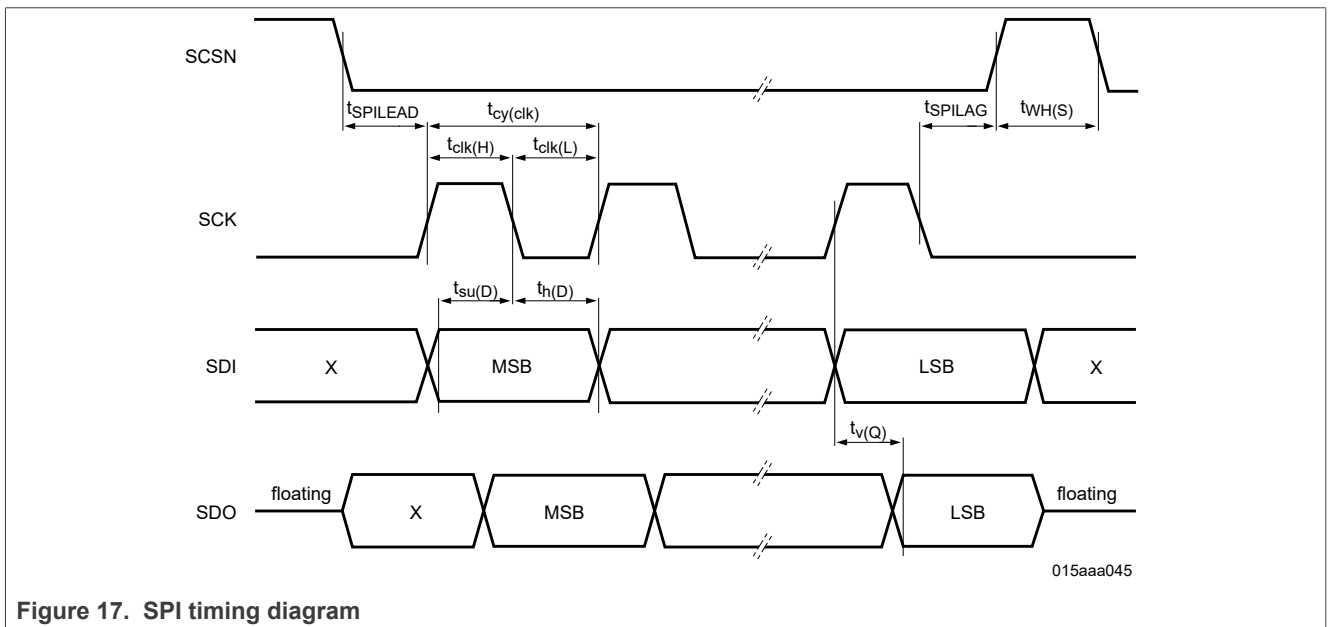 SCSN
tSPILEAD
tcy(clk)
tSPILAG
tWH(S)
tclk(H)
tclk(L)
SCK
tsu(D)
th(D)
SDI
X
MSB
LSB
X
tv(Q)
SDO
floating
X
MSB
LSB
floating
015aaa045
Figure 17. SPI timing diagram